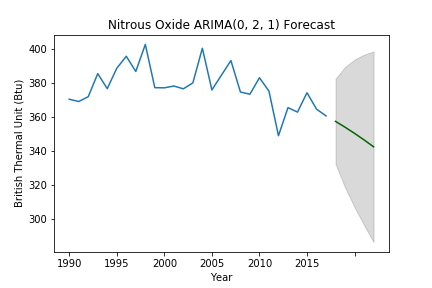 Nitrous Oxide ARIMA(0, 2, 1) Forecast
British Thermal Unit (Btu)
400
380
360
340
320
300
1990 1995 2000 2005 2010 2015
Year